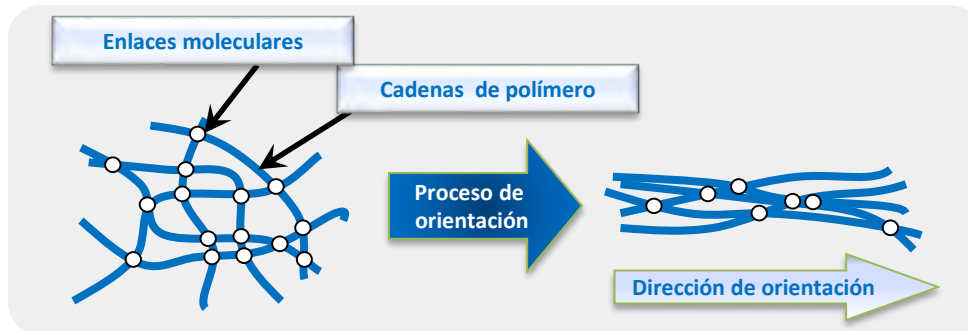 Enlaces moleculares
Cadenas de polímero
Proceso de
orientación
Dirección de orientación